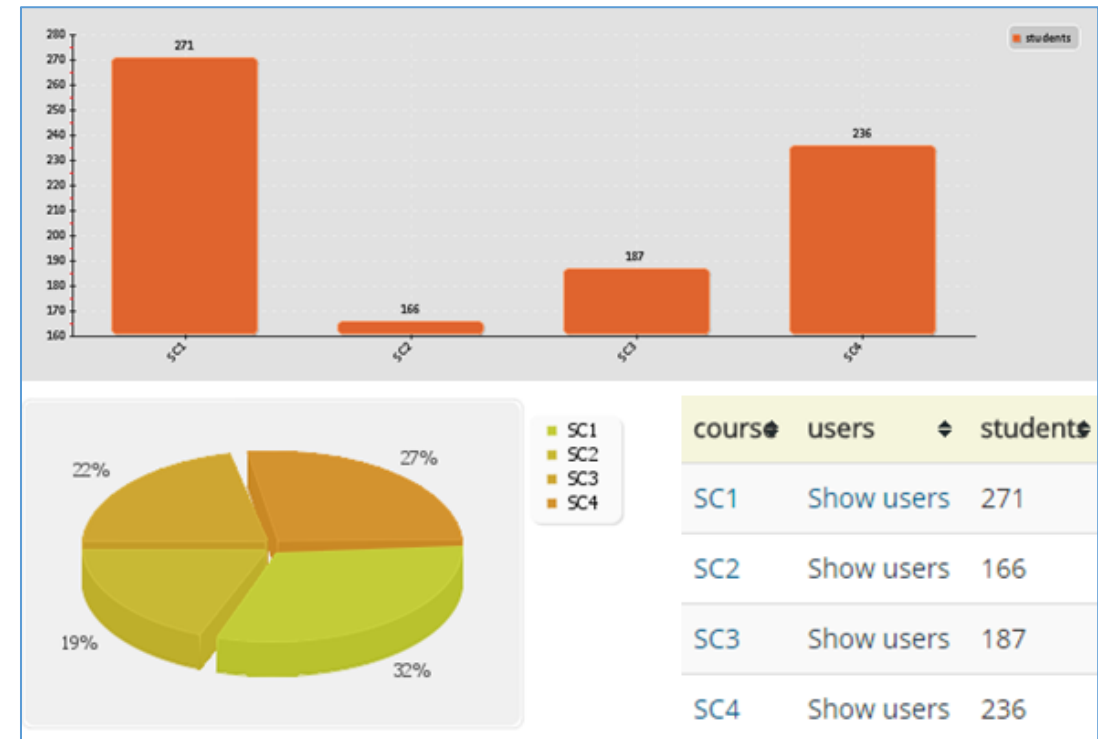 students
280
270
260
250
240
230
220
210
200
190
180
170
160
271
166
187
236
SC1
SC2
SC3
SC4
22%
27%
19%
32%
SC1
SC2
SC3
SC4
course users students
SC1 Show users 271
SC2 Show users 166
SC3 Show users 187
SC4 Show users 236